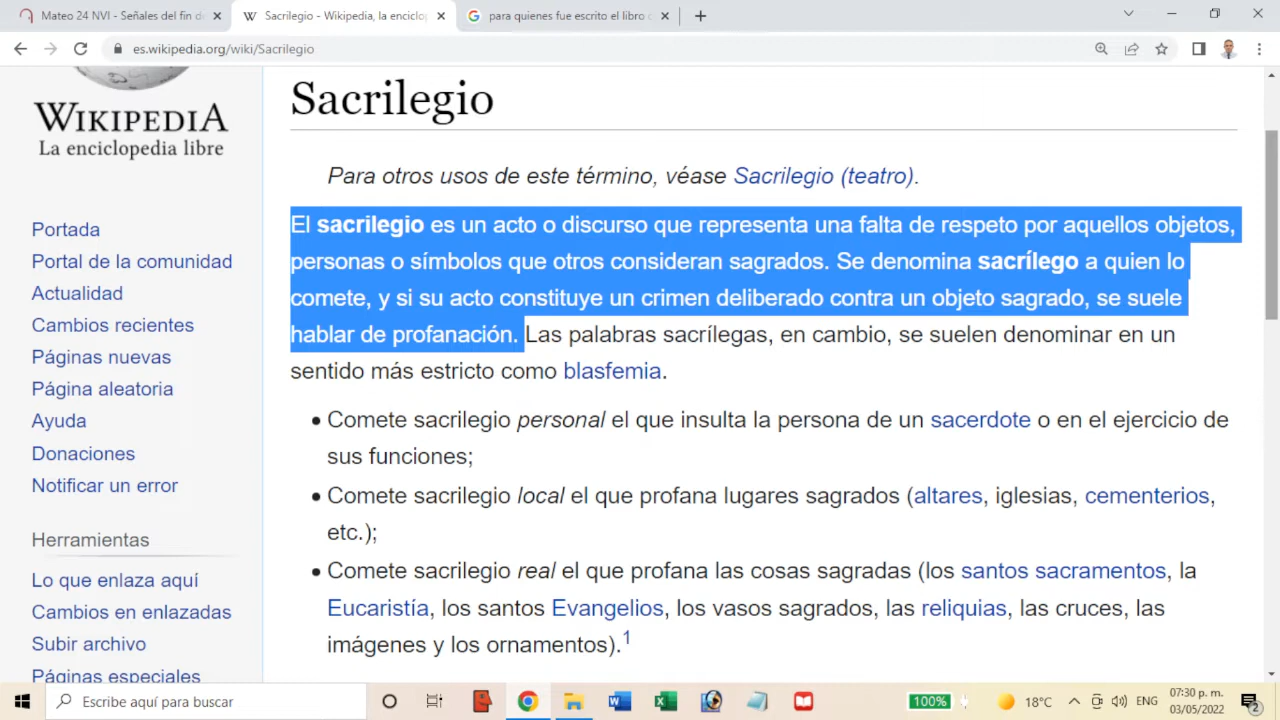 Mateo 24 NVI - Señales del fin de
Sacrilegio - Wikipedia, la enciclop
para quienes fue escrito el libro
es.wikipedia.org/wiki/Sacrilegio
WIKIPEDIA
La enciclopedia libre
Portada
Portal de la comunidad
Actualidad
Cambios recientes
Páginas nuevas
Página aleatoria
Ayuda
Donaciones
Notificar un error
Herramientas
Lo que enlaza aquí
Cambios en enlazadas
Subir archivo
Páginas especiales
Sacrilegio
Para otros usos de este término, véase Sacrilegio (teatro).
El sacrilegio es un acto o discurso que representa una falta de respeto por aquellos objetos,
personas o símbolos que otros consideran sagrados. Se denomina sacrílego a quien lo
comete, y si su acto constituye un crimen deliberado contra un objeto sagrado, se suele
hablar de profanación. Las palabras sacrílegas, en cambio, se suelen denominar en un
sentido más estricto como blasfemia.
• Comete sacrilegio personal el que insulta la persona de un sacerdote o en el ejercicio de
sus funciones;
• Comete sacrilegio local el que profana lugares sagrados (altares, iglesias, cementerios,
etc.);
• Comete sacrilegio real el que profana las cosas sagradas (los santos sacramentos, la
Eucaristía, los santos Evangelios, los vasos sagrados, las reliquias, las cruces, las
imágenes y los ornamentos).1
Escribe aquí para buscar
100%
18°C
ENG
07:30 p. m.
03/05/2022
2